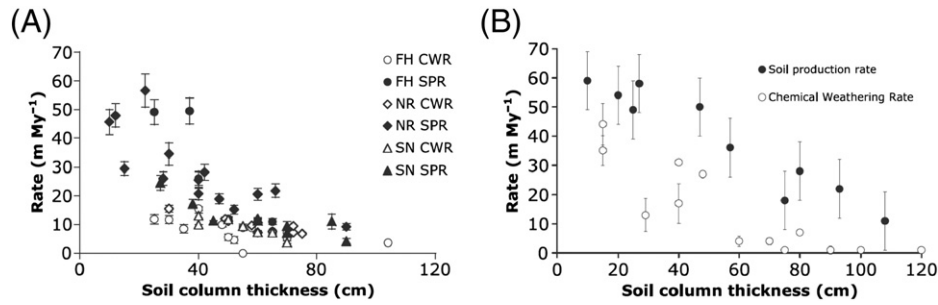 (A)
70
60
50
40
30
20
10
0
Rate (m My⁻¹)
0 40 80 120
Soil column thickness (cm)
FH CWR
FH SPR
NR CWR
NR SPR
SN CWR
SN SPR
(B)
70
60
50
40
30
20
10
0
Rate (m My⁻¹)
0 20 40 60 80 100 120
Soil column thickness (cm)
Soil production rate
Chemical Weathering Rate